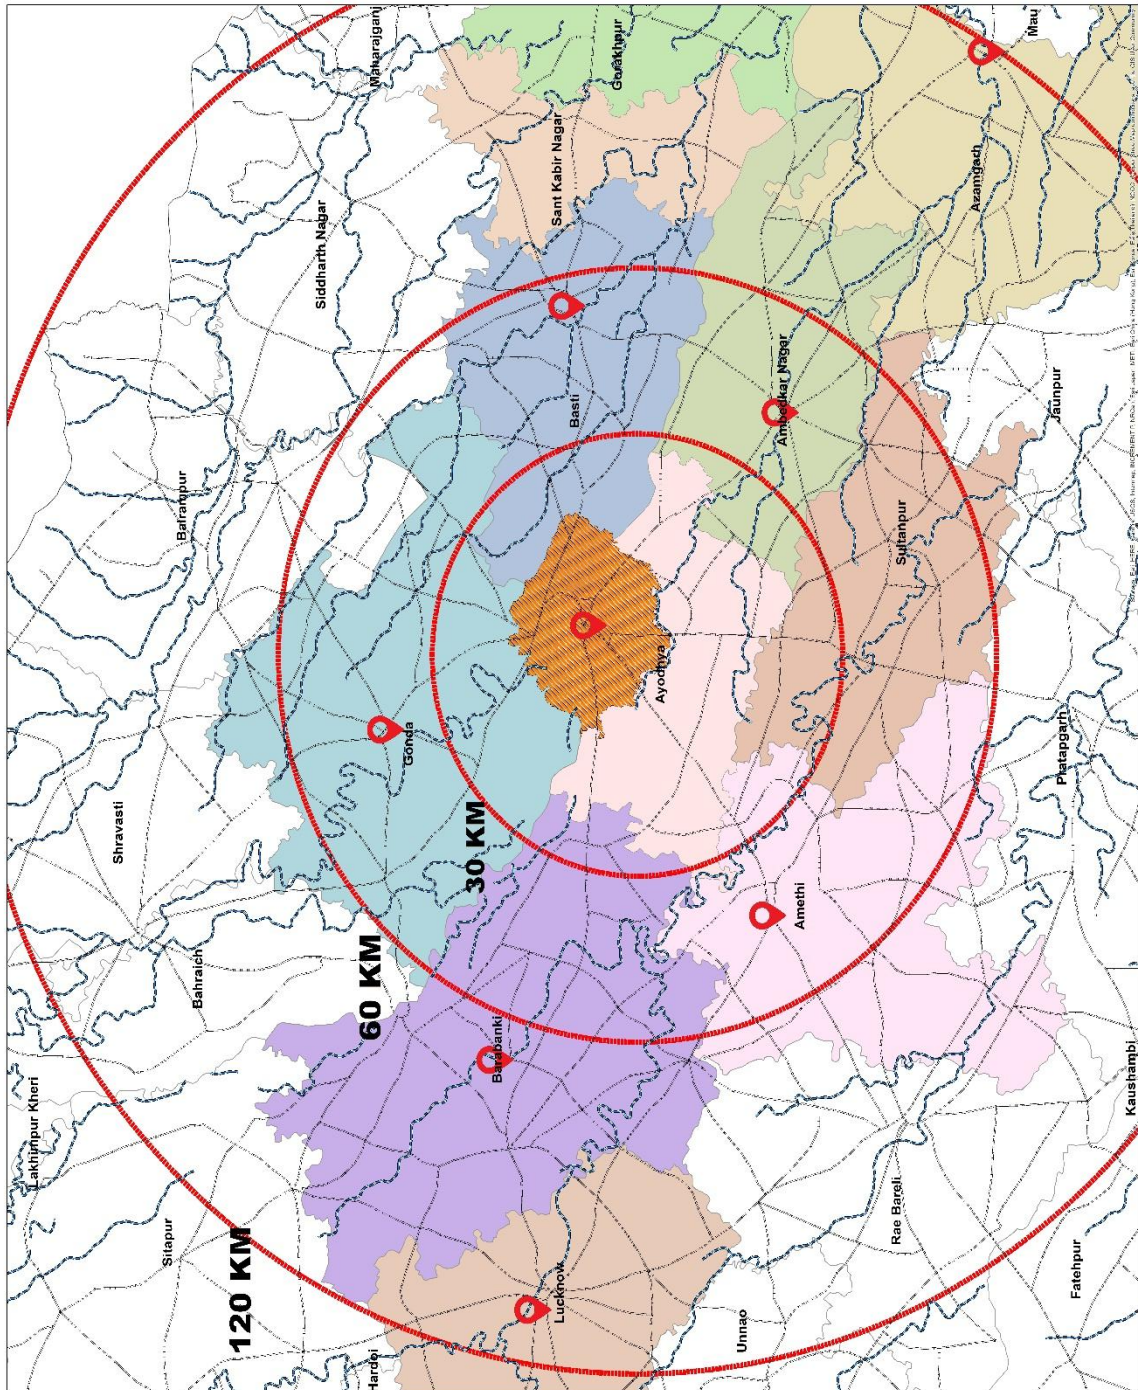 Lakhimpur Kheri
Sitapur
120 KM
Hardoi
Bahraich
Shravasti
60 KM
Balrampur
Gonda
30 KM
Siddharth Nagar
Maharajganj
Barabanki
Lucknow
Basti
Sant Kabir Nagar
Gorakhpur
Ayodhya
Unnao
Amethi
Ambedkar Nagar
Rae Bareli
Sultanpur
Azamgarh
Mau
Fatehpur
Kaushambi
Pratapgarh
Jaunpur